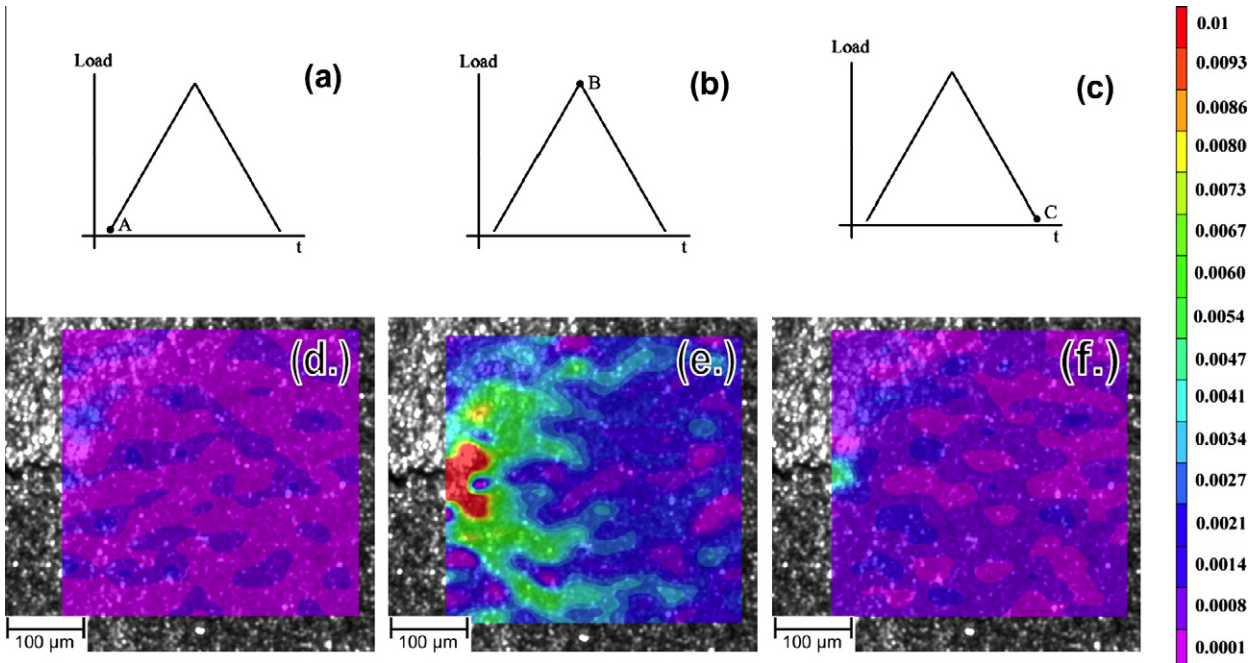 Load
(a)
A
t
Load
(b)
B
t
Load
(c)
C
t
0.01
0.0093
0.0086
0.0080
0.0073
0.0067
0.0060
0.0054
0.0047
0.0041
0.0034
0.0027
0.0021
0.0014
0.0008
0.0001
(d.)
(e.)
(f.)
100 µm
100 µm
100 µm